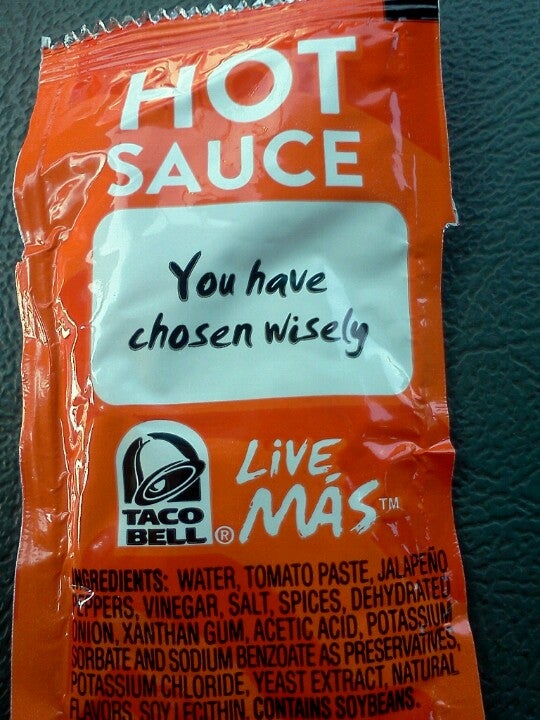 HOT
SAUCE
You have
chosen wisely
TACO
BELL®
LIVE
MÁS™
INGREDIENTS: WATER, TOMATO PASTE, JALAPEÑO
PEPPERS, VINEGAR, SALT, SPICES, DEHYDRATED
ONION, XANTHAN GUM, ACETIC ACID, POTASSIUM
SORBATE AND SODIUM BENZOATE AS PRESERVATIVES,
POTASSIUM CHLORIDE, YEAST EXTRACT, NATURAL
FLAVORS, SOY LECITHIN. CONTAINS SOYBEANS.